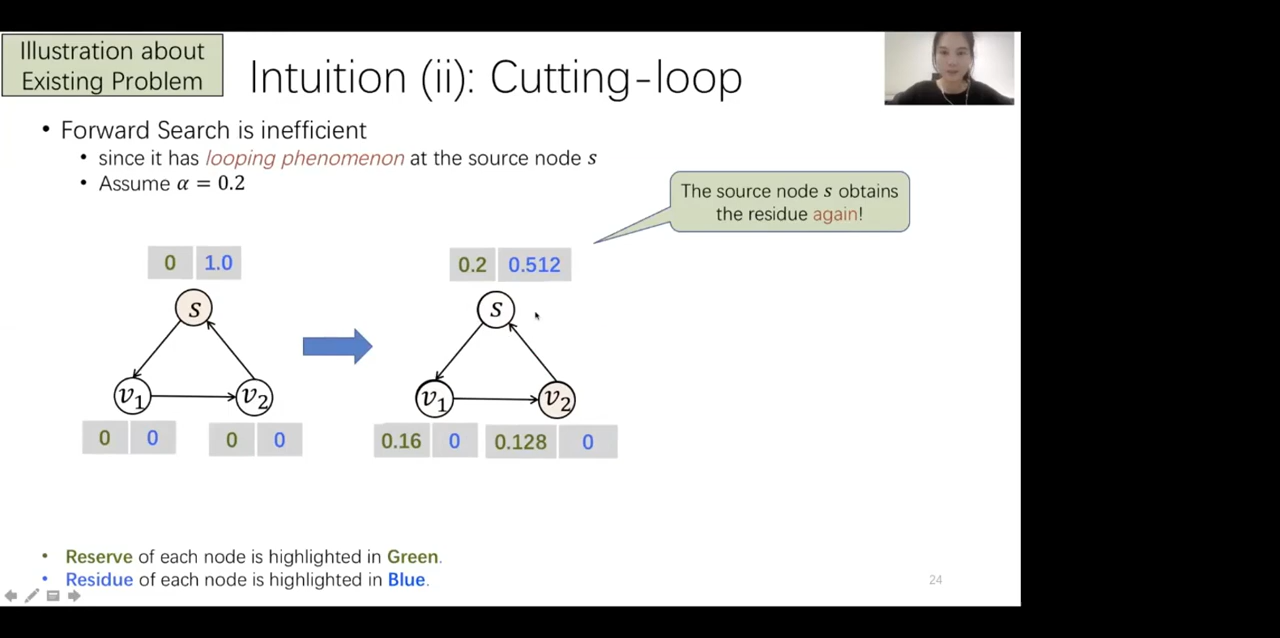 Illustration about
Existing Problem
Intuition (ii): Cutting-loop
• Forward Search is inefficient
• since it has looping phenomenon at the source node s
• Assume α = 0.2
The source node s obtains
the residue again!
0 1.0
0.2 0.512
s
s
v₁ v₂
v₁ v₂
0 0 0 0
0.16 0 0.128 0
• Reserve of each node is highlighted in Green.
• Residue of each node is highlighted in Blue.
24